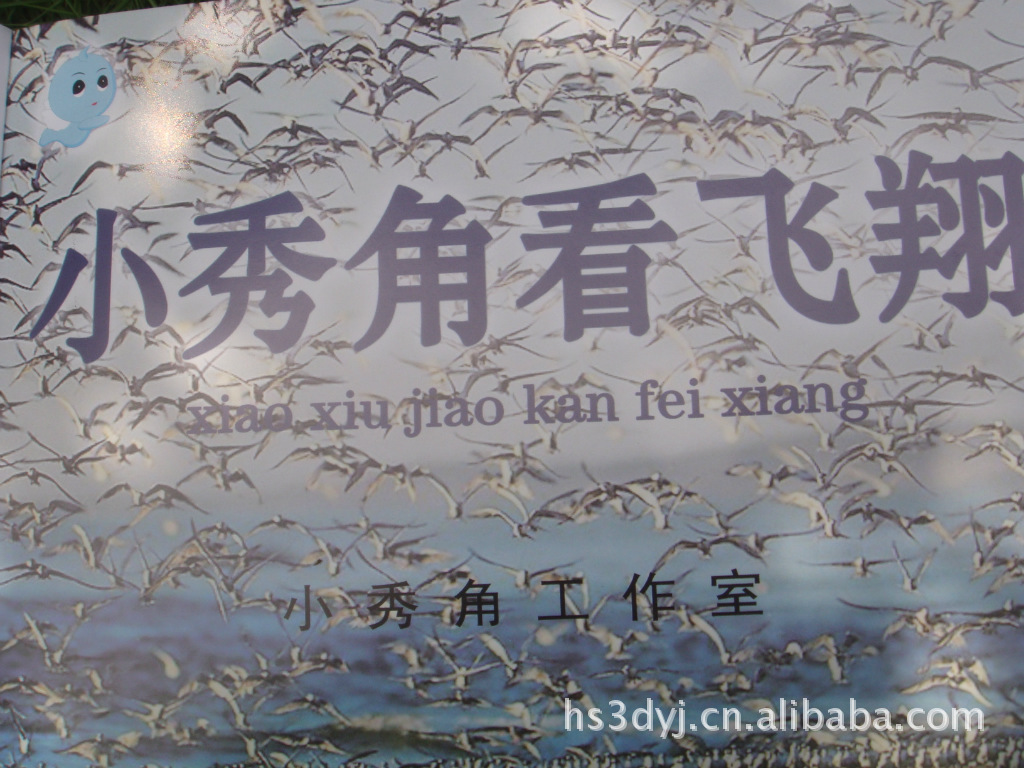 小秀角看飞翔
xiao xiu jiao kan fei xiang
小秀角工作室
hs3dyj.cn.alibaba.com